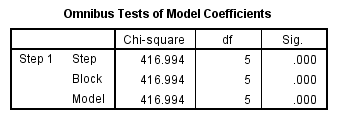 Omnibus Tests of Model Coefficients
Chi-square df Sig.
Step 1 Step 416.994 5 .000
Block 416.994 5 .000
Model 416.994 5 .000